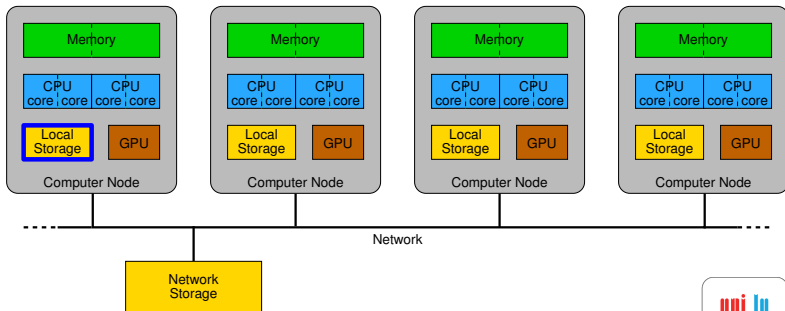 Memory
Memory
Memory
Memory
CPU CPU
CPU CPU
CPU CPU
CPU CPU
core core core core
core core core core
core core core core
core core core core
Local
Storage
GPU
Local
Storage
GPU
Local
Storage
GPU
Local
Storage
GPU
Computer Node
Computer Node
Computer Node
Computer Node
Network
Network
Storage
uni lu